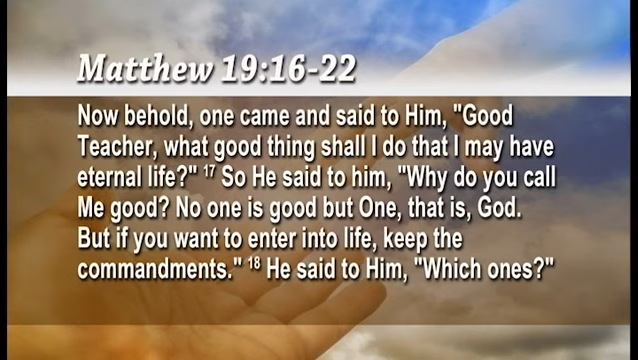 Matthew 19:16-22
Now behold, one came and said to Him, "Good
Teacher, what good thing shall I do that I may have
eternal life?" 17 So He said to him, "Why do you call
Me good? No one is good but One, that is, God.
But if you want to enter into life, keep the
commandments." 18 He said to Him, "Which ones?"